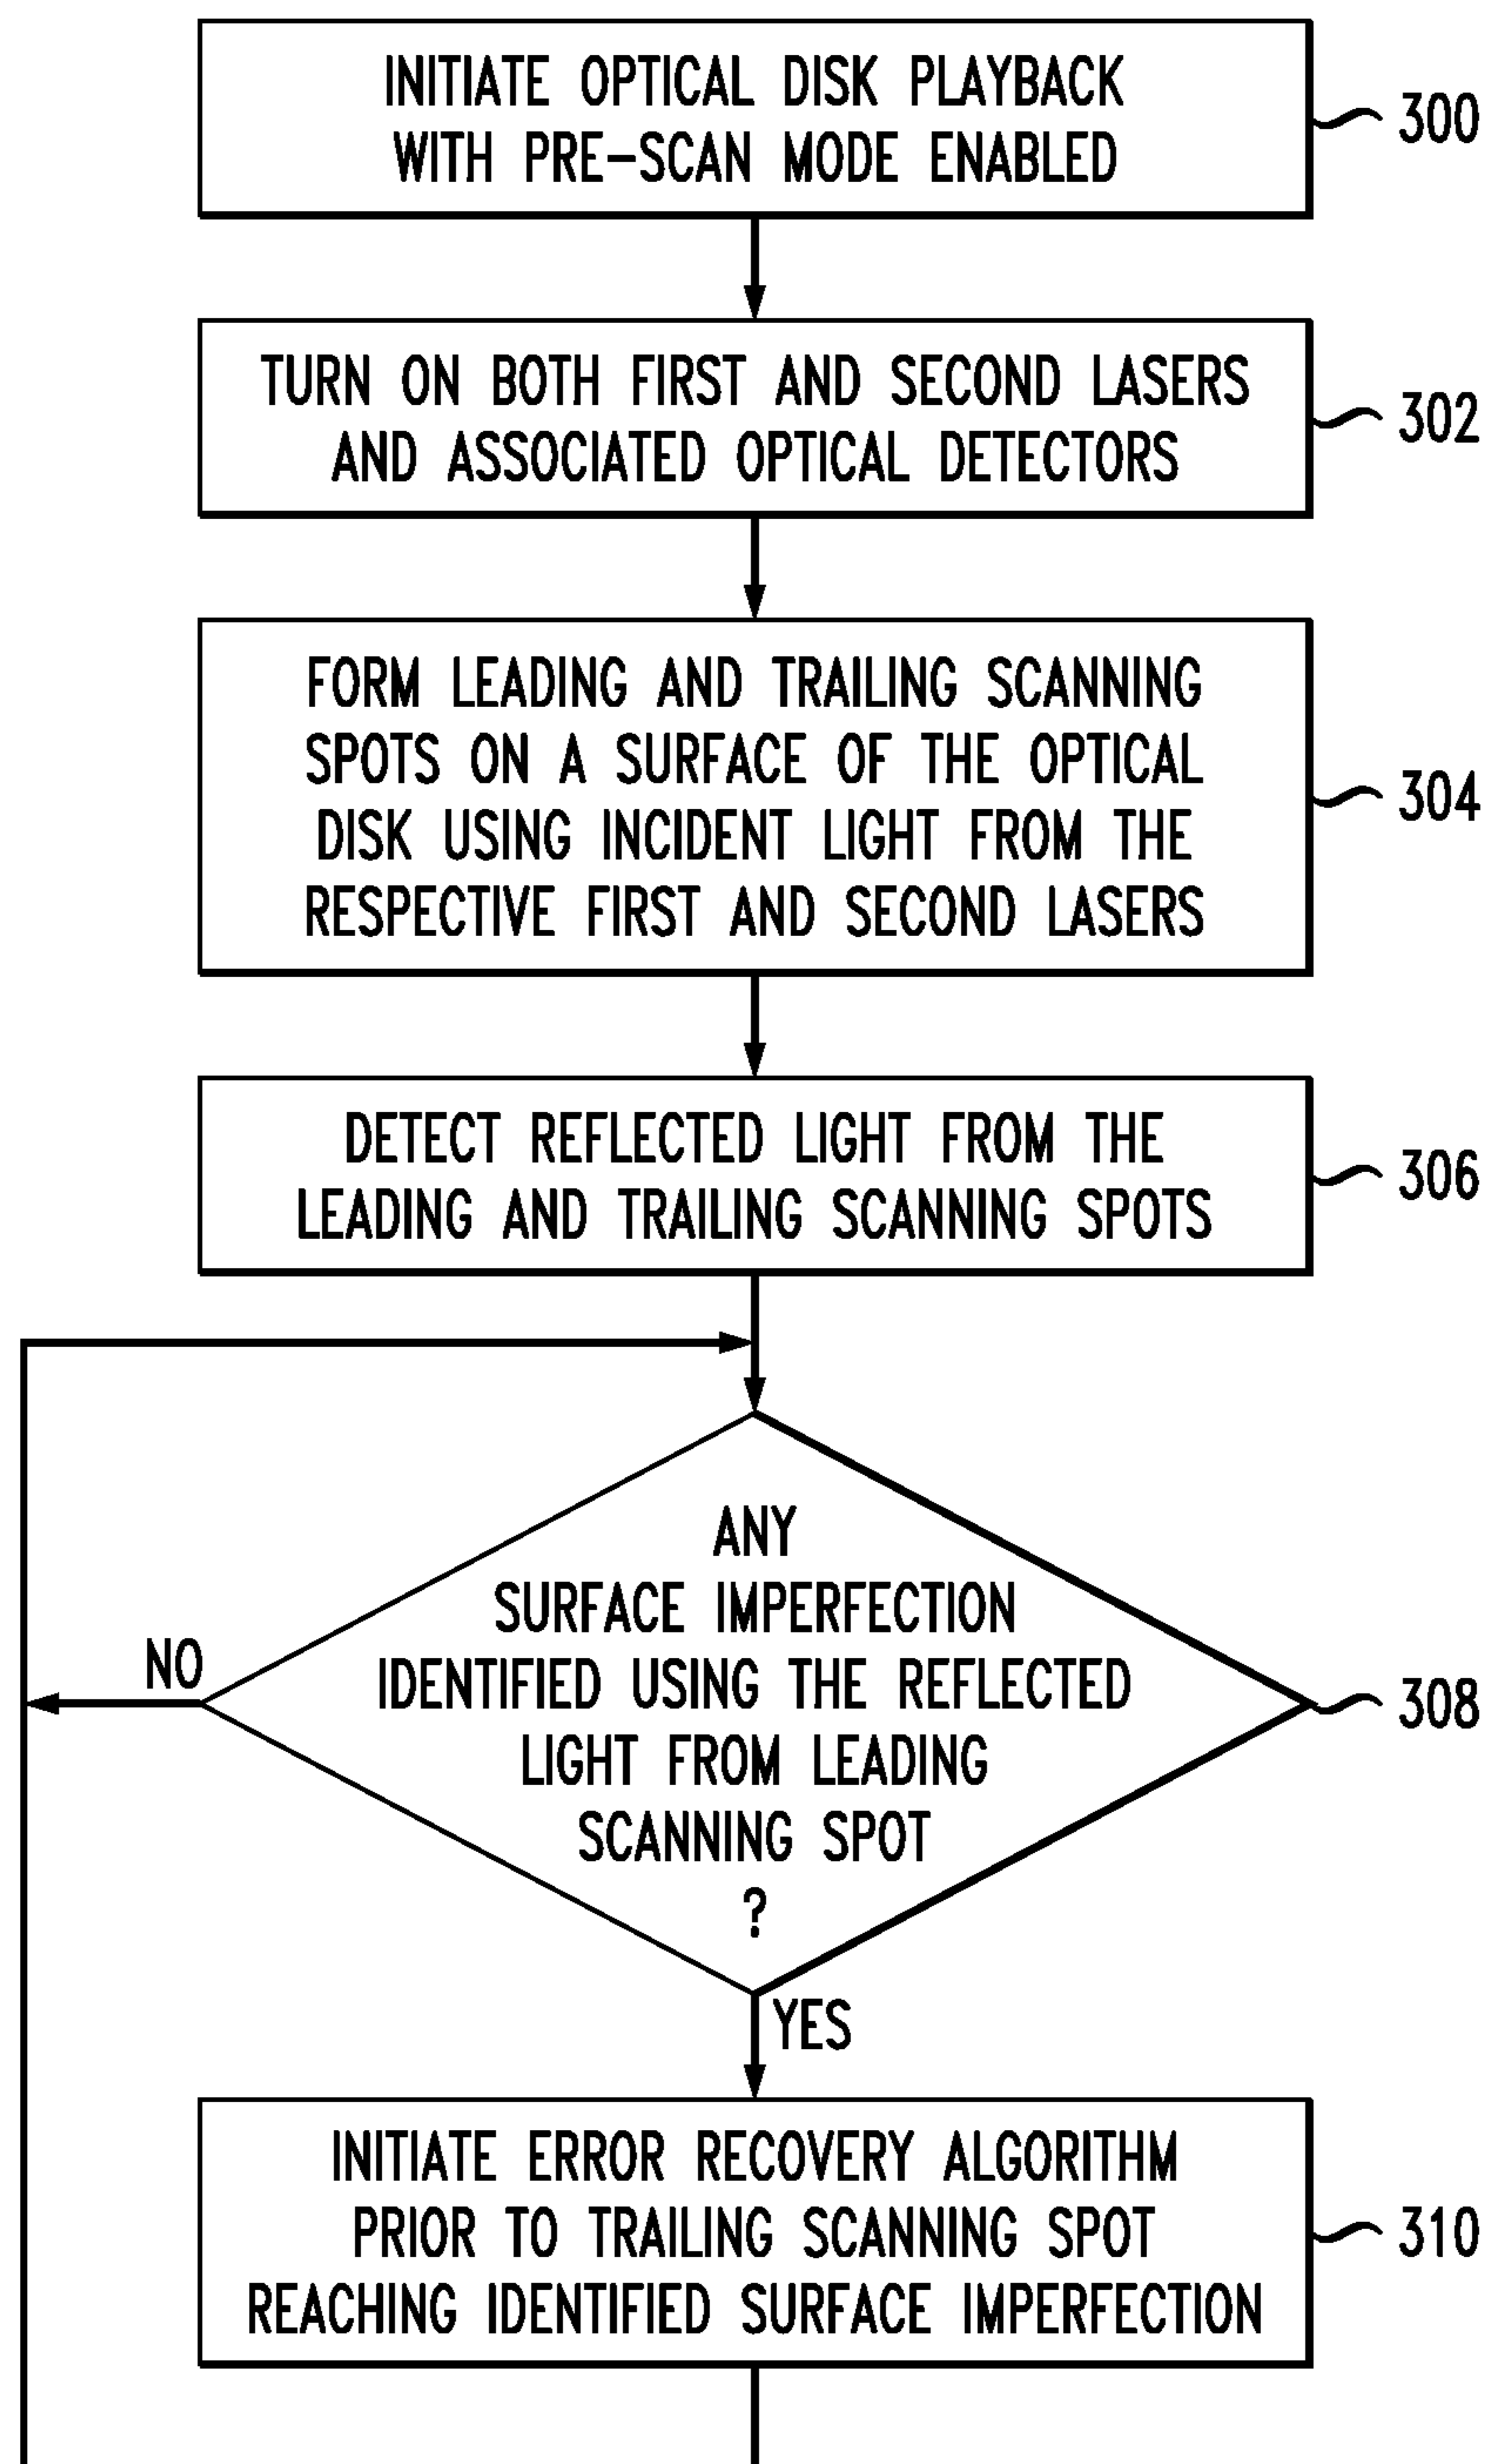 INITIATE OPTICAL DISK PLAYBACK
WITH PRE-SCAN MODE ENABLED
300
TURN ON BOTH FIRST AND SECOND LASERS
AND ASSOCIATED OPTICAL DETECTORS
302
FORM LEADING AND TRAILING SCANNING
SPOTS ON A SURFACE OF THE OPTICAL
DISK USING INCIDENT LIGHT FROM THE
RESPECTIVE FIRST AND SECOND LASERS
304
DETECT REFLECTED LIGHT FROM THE
LEADING AND TRAILING SCANNING SPOTS
306
ANY
SURFACE IMPERFECTION
IDENTIFIED USING THE REFLECTED
LIGHT FROM LEADING
SCANNING SPOT
?
308
NO
YES
INITIATE ERROR RECOVERY ALGORITHM
PRIOR TO TRAILING SCANNING SPOT
REACHING IDENTIFIED SURFACE IMPERFECTION
310